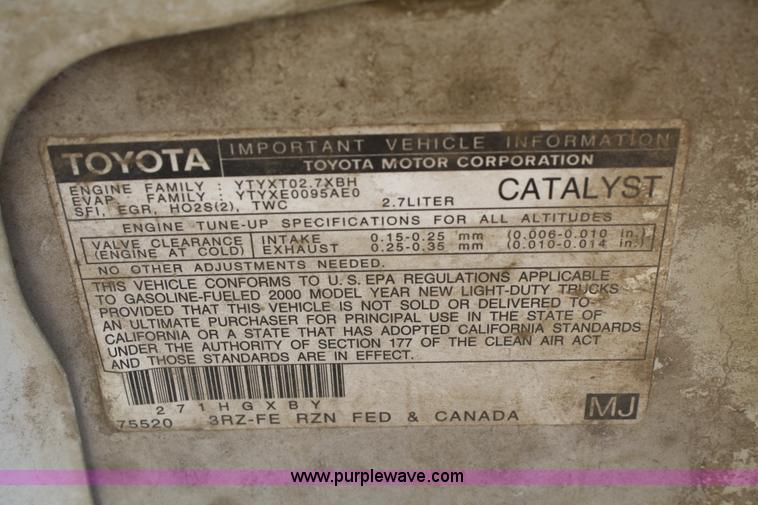 TOYOTA
IMPORTANT VEHICLE INFORMATION
TOYOTA MOTOR CORPORATION
ENGINE FAMILY : YTYXT02.7XBH
EVAP. FAMILY : YTYXE0095AE0
SFI, EGR, HO2S(2), TWC 2.7LITER
CATALYST
ENGINE TUNE-UP SPECIFICATIONS FOR ALL ALTITUDES
VALVE CLEARANCE INTAKE 0.15-0.25 mm (0.006-0.010 in.)
(ENGINE AT COLD) EXHAUST 0.25-0.35 mm (0.010-0.014 in.)
NO OTHER ADJUSTMENTS NEEDED.
THIS VEHICLE CONFORMS TO U.S.EPA REGULATIONS APPLICABLE
TO GASOLINE-FUELED 2000 MODEL YEAR NEW LIGHT-DUTY TRUCKS
PROVIDED THAT THIS VEHICLE IS NOT SOLD OR DELIVERED TO
AN ULTIMATE PURCHASER FOR PRINCIPAL USE IN THE STATE OF
CALIFORNIA OR A STATE THAT HAS ADOPTED CALIFORNIA STANDARDS
UNDER THE AUTHORITY OF SECTION 177 OF THE CLEAN AIR ACT
AND THOSE STANDARDS ARE IN EFFECT.
271HGXBY
75520 3RZ-FE RZN FED & CANADA
MJ
www.purplewave.com